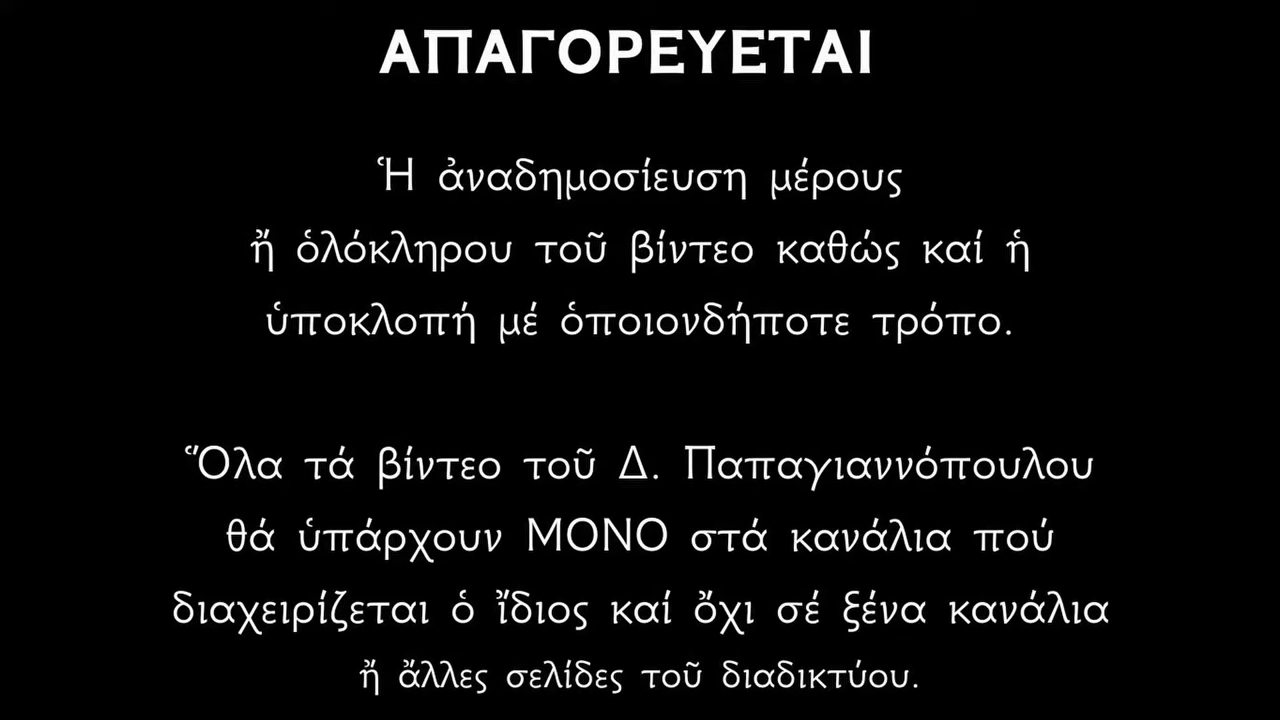 ΑΠΑΓΟΡΕΥΕΤΑΙ
Ἡ ἀναδημοσίευση μέρους
ἤ ὁλόκληρου τοῦ βίντεο καθώς καί ἡ
ὑποκλοπή μέ ὁποιονδήποτε τρόπο.
Ὅλα τά βίντεο τοῦ Δ. Παπαγιαννόπουλου
θά ὑπάρχουν ΜΟΝΟ στά κανάλια πού
διαχειρίζεται ὁ ἴδιος καί ὄχι σέ ξένα κανάλια
ἤ ἄλλες σελίδες τοῦ διαδικτύου.